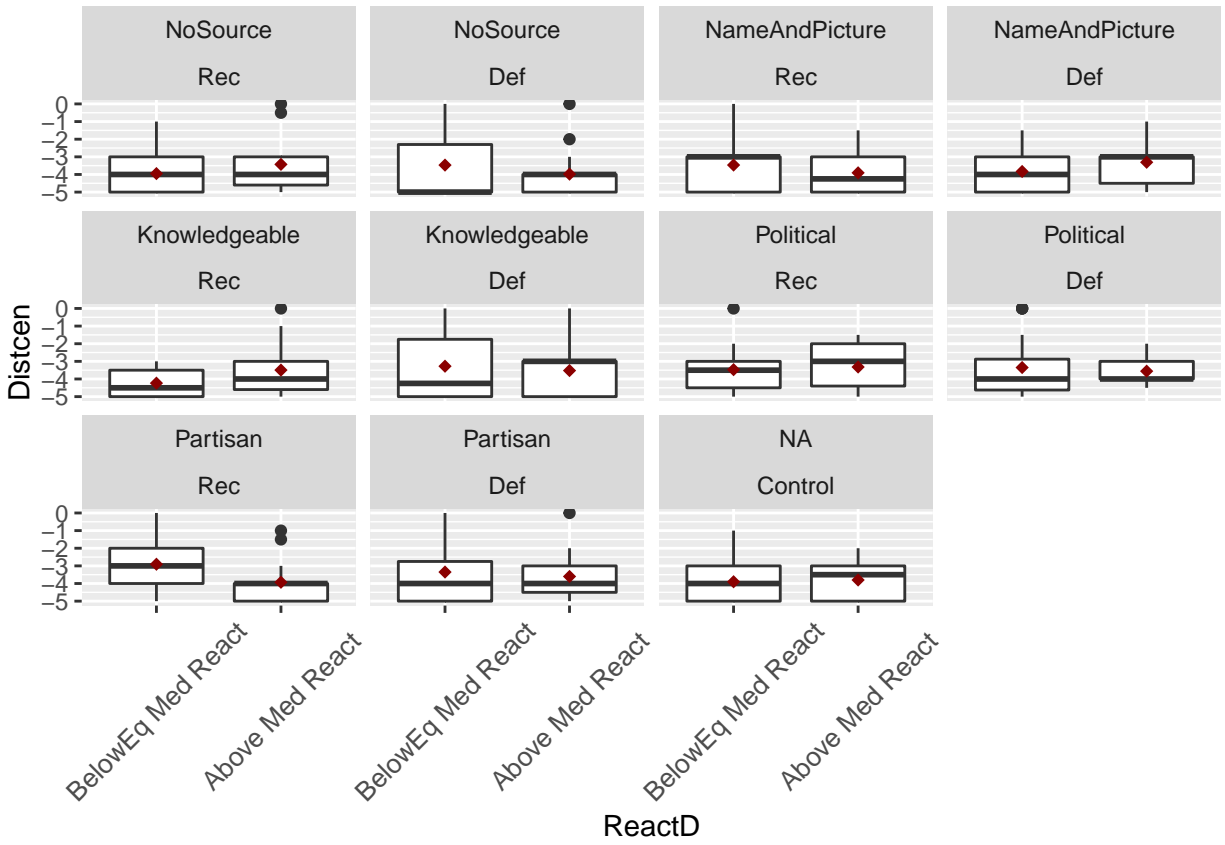 NoSource NoSource NameAndPicture NameAndPicture
Rec Def Rec Def
0
−1
−2
−3
−4
−5
Knowledgeable Knowledgeable Political Political
Rec Def Rec Def
0
−1
−2
−3
−4
−5
Partisan Partisan NA
Rec Def Control
0
−1
−2
−3
−4
−5
Distcen
BelowEq Med React
Above Med React
BelowEq Med React
Above Med React
BelowEq Med React
Above Med React
ReactD